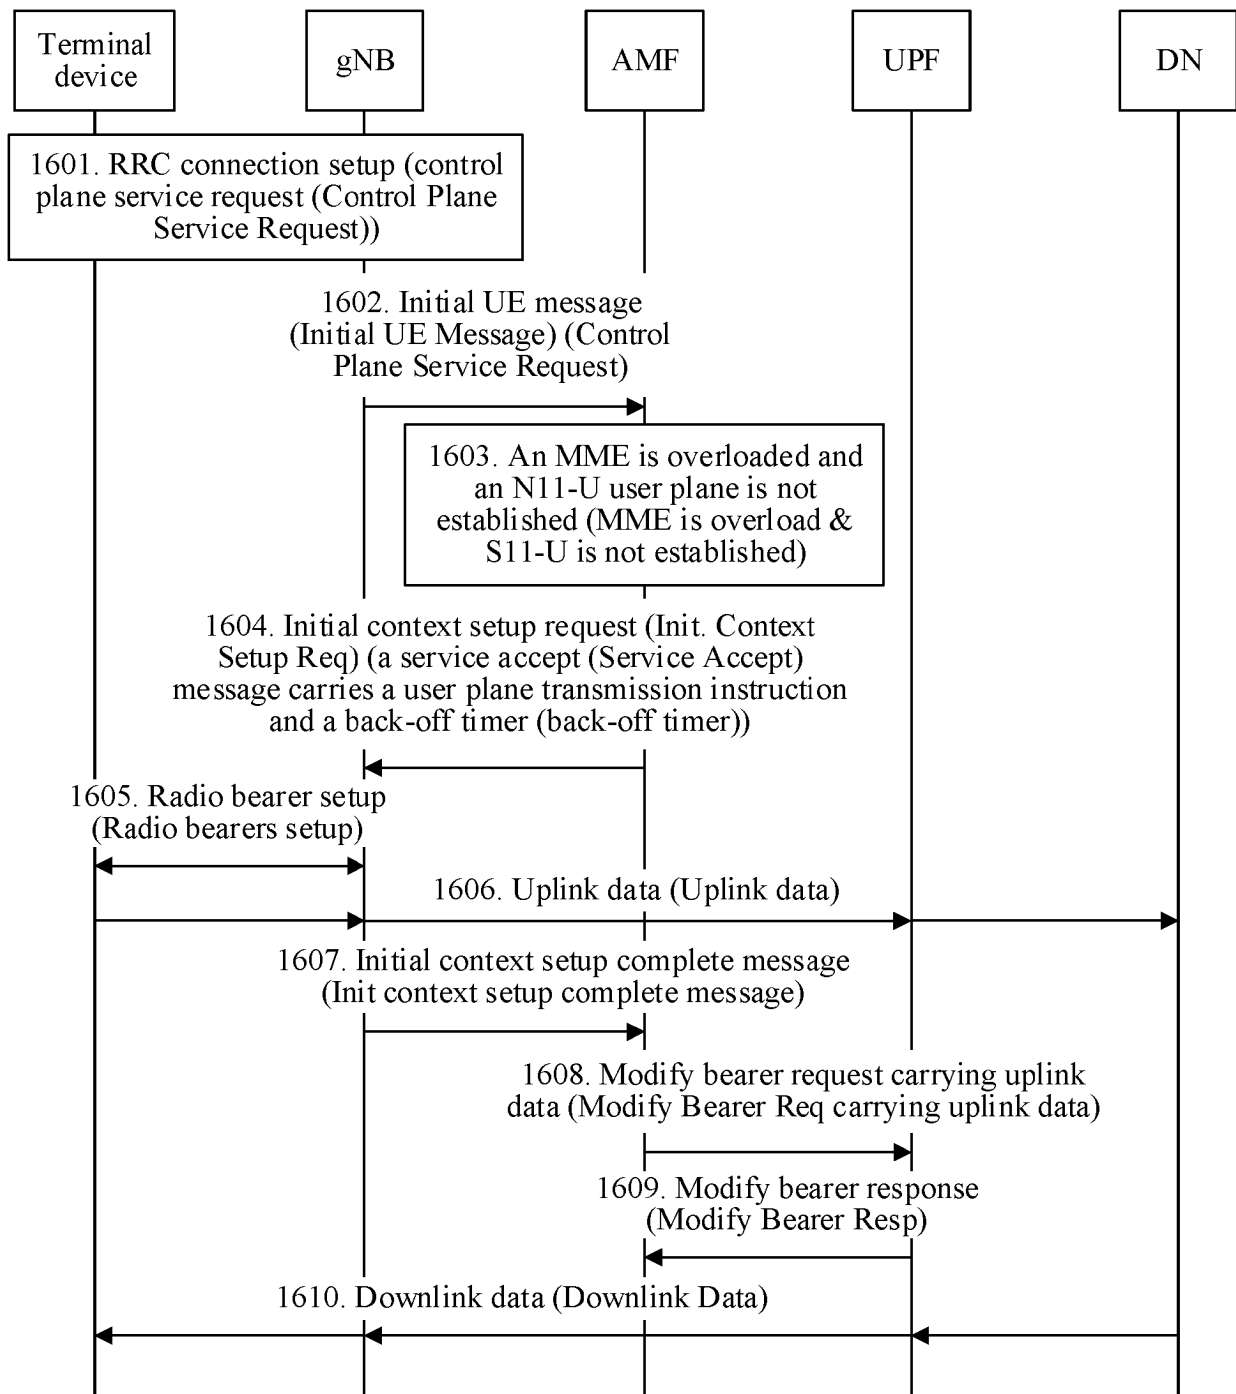 Terminal
device
gNB
AMF
UPF
DN
1601. RRC connection setup (control
plane service request (Control Plane
Service Request))
1602. Initial UE message
(Initial UE Message) (Control
Plane Service Request)
1603. An MME is overloaded and
an N11-U user plane is not
established (MME is overload &
S11-U is not established)
1604. Initial context setup request (Init. Context
Setup Req) (a service accept (Service Accept)
message carries a user plane transmission instruction
and a back-off timer (back-off timer))
1605. Radio bearer setup
(Radio bearers setup)
1606. Uplink data (Uplink data)
1607. Initial context setup complete message
(Init context setup complete message)
1608. Modify bearer request carrying uplink
data (Modify Bearer Req carrying uplink data)
1609. Modify bearer response
(Modify Bearer Resp)
1610. Downlink data (Downlink Data)